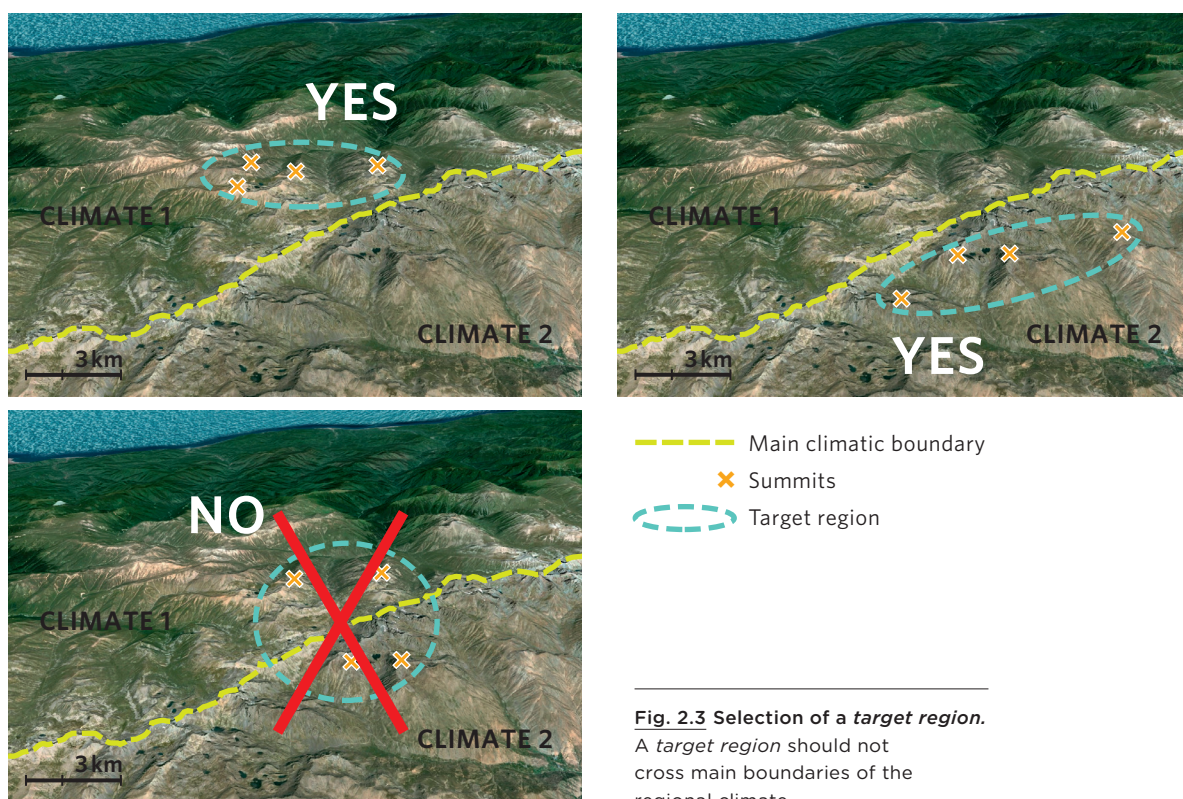 YES
CLIMATE 1
CLIMATE 2
3 km
CLIMATE 1
CLIMATE 2
3 km
YES
NO
CLIMATE 1
CLIMATE 2
3 km
Main climatic boundary
Summits
Target region
Fig. 2.3 Selection of a target region.
A target region should not
cross main boundaries of the
regional climate